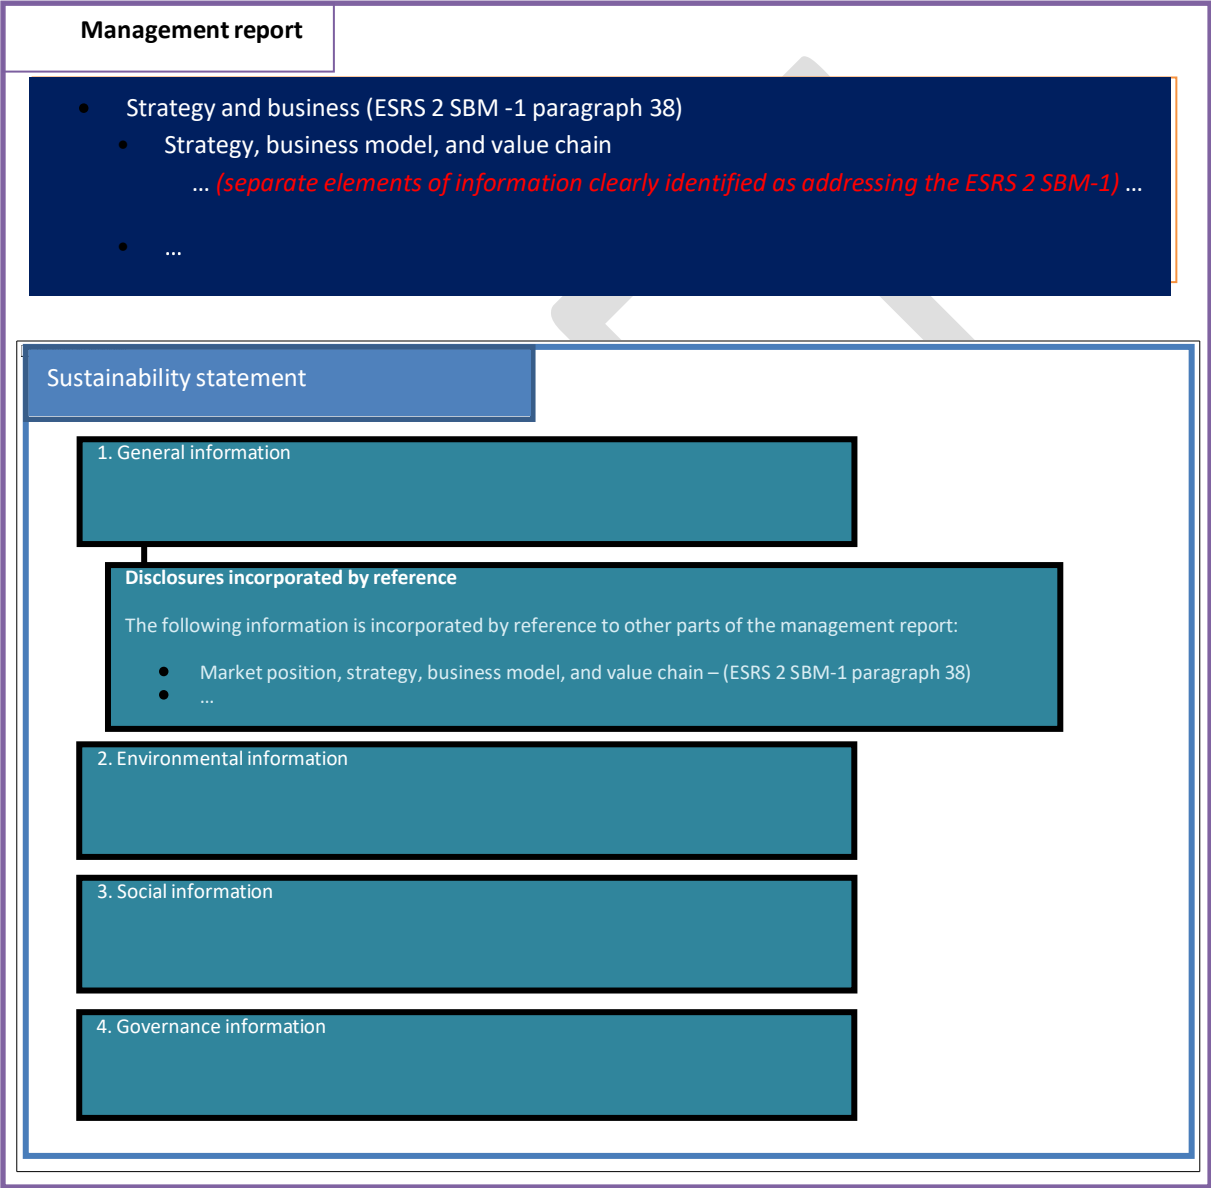 Management report
• Strategy and business (ESRS 2 SBM -1 paragraph 38)
• Strategy, business model, and value chain
... (separate elements of information clearly identified as addressing the ESRS 2 SBM-1) ...
• ...
Sustainability statement
1. General information
Disclosures incorporated by reference
The following information is incorporated by reference to other parts of the management report:
• Market position, strategy, business model, and value chain – (ESRS 2 SBM-1 paragraph 38)
• ...
2. Environmental information
3. Social information
4. Governance information